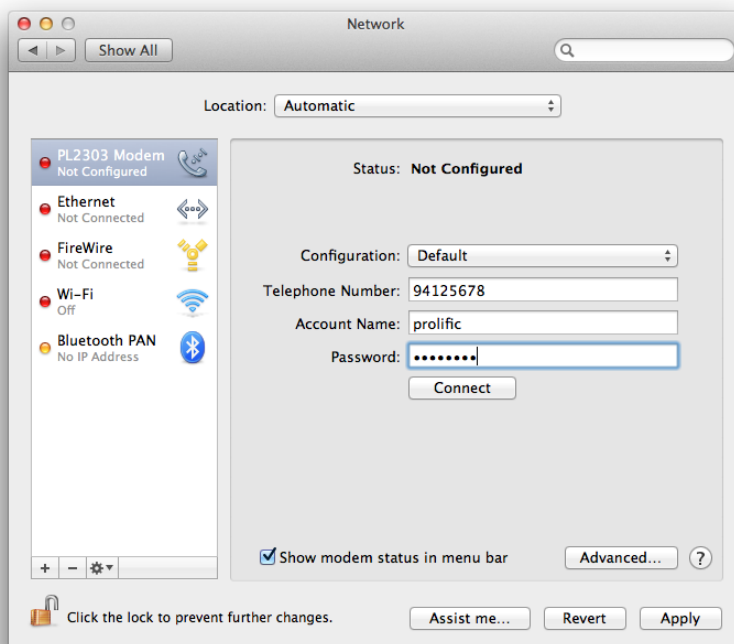 Network
Show All
Location: Automatic
PL2303 Modem
Not Configured
Ethernet
Not Connected
FireWire
Not Connected
Wi-Fi
Off
Bluetooth PAN
No IP Address
Status: Not Configured
Configuration: Default
Telephone Number: 94125678
Account Name: prolific
Password: ••••••••
Connect
Show modem status in menu bar
Advanced... ?
+ −
Click the lock to prevent further changes.
Assist me... Revert Apply